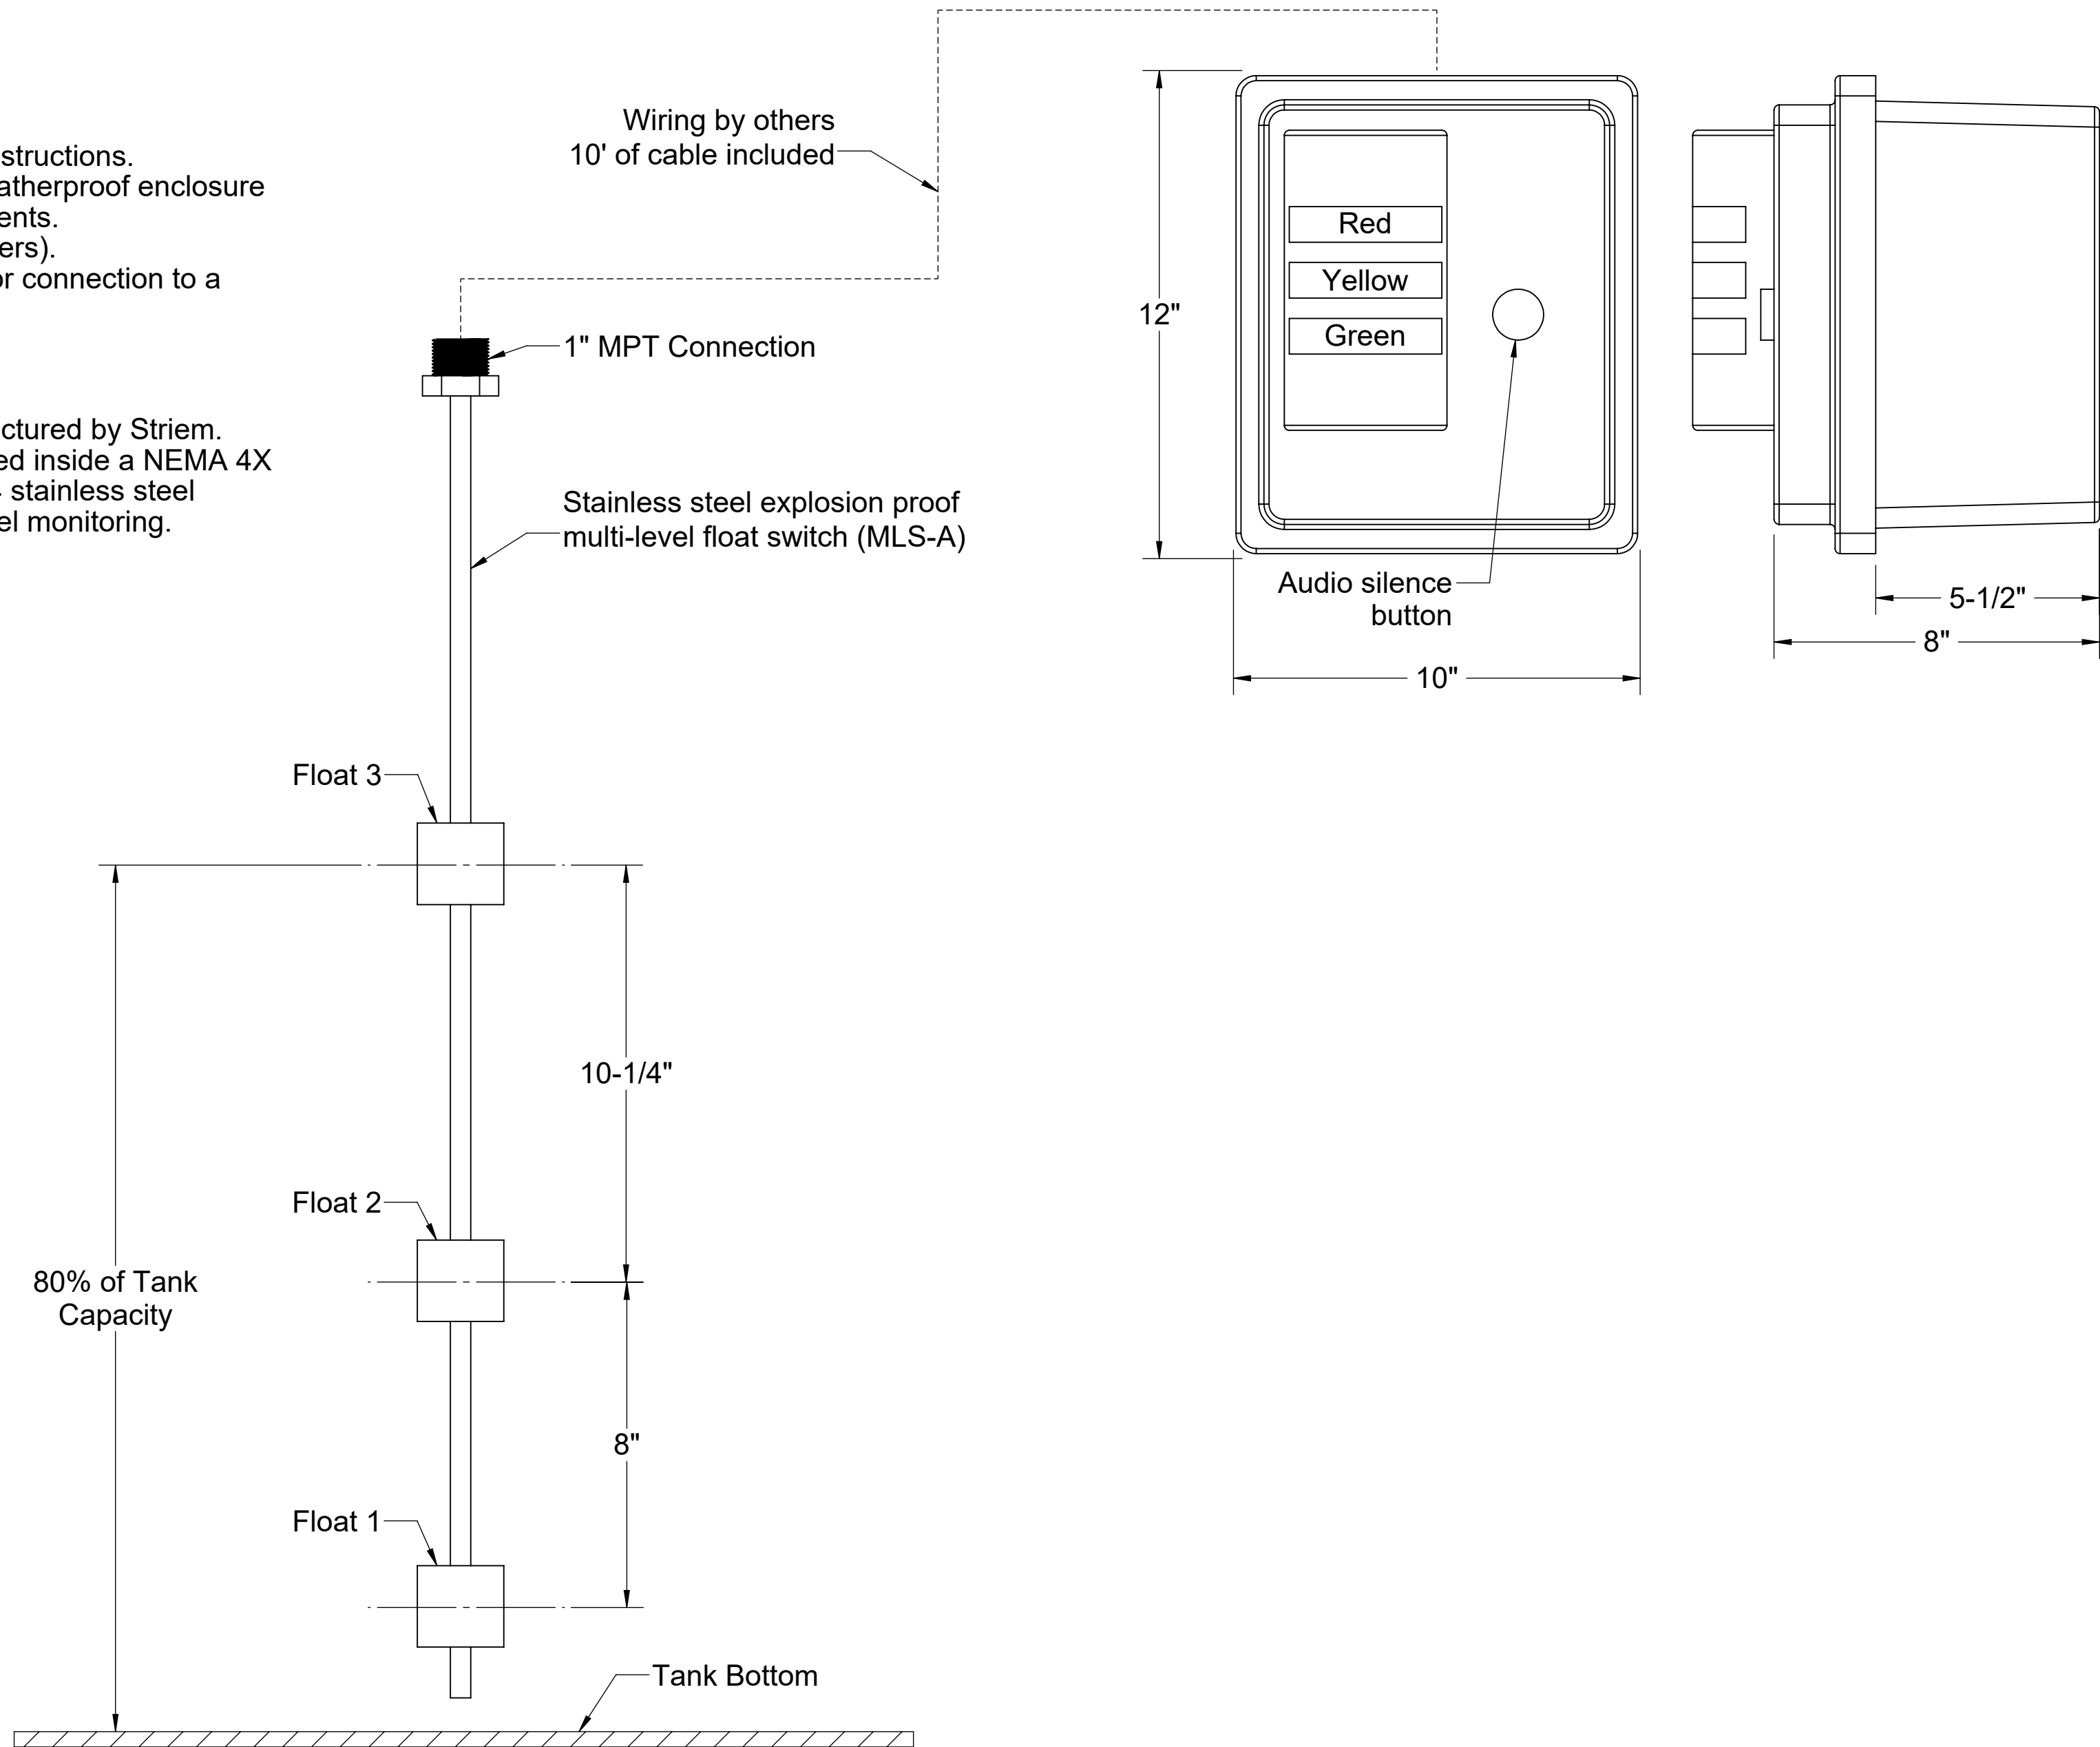 structions.
atherproof enclosure
ents.
ers).
or connection to a
ctured by Striem.
ed inside a NEMA 4X
stainless steel
el monitoring.
Wiring by others
10' of cable included
1" MPT Connection
Stainless steel explosion proof
multi-level float switch (MLS-A)
Float 3
10-1/4"
Float 2
80% of Tank
Capacity
8"
Float 1
Tank Bottom
12"
Red
Yellow
Green
Audio silence
button
10"
5-1/2"
8"